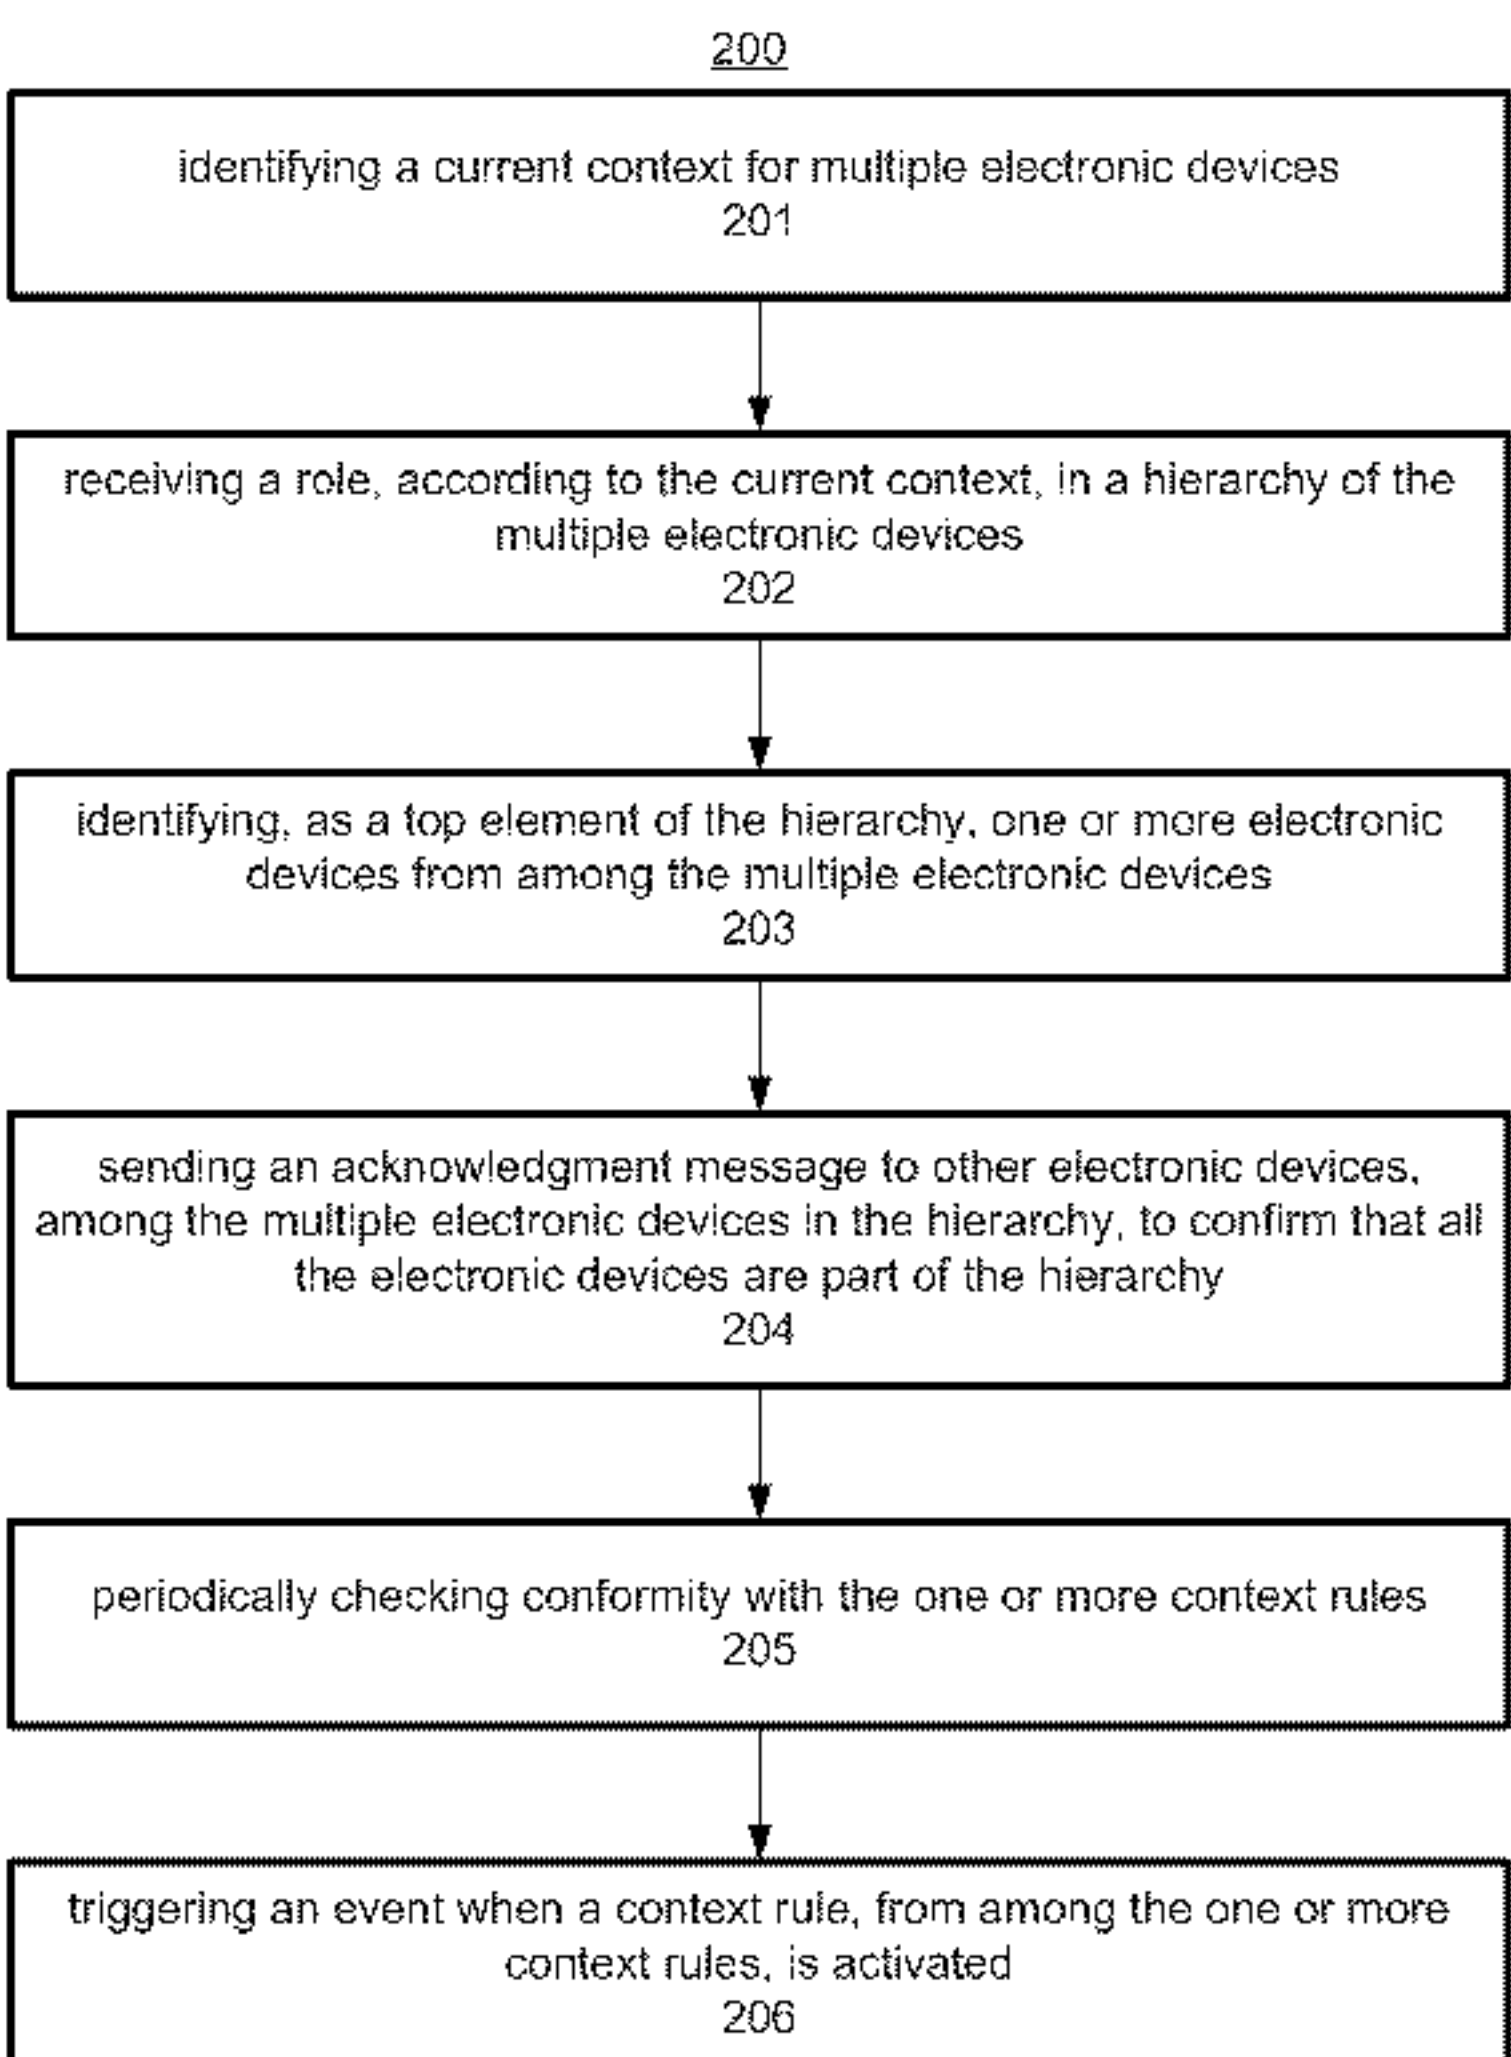 200
identifying a current context for multiple electronic devices
201
receiving a role, according to the current context, in a hierarchy of the
multiple electronic devices
202
identifying, as a top element of the hierarchy, one or more electronic
devices from among the multiple electronic devices
203
sending an acknowledgment message to other electronic devices,
among the multiple electronic devices in the hierarchy, to confirm that all
the electronic devices are part of the hierarchy
204
periodically checking conformity with the one or more context rules
205
triggering an event when a context rule, from among the one or more
context rules, is activated
206